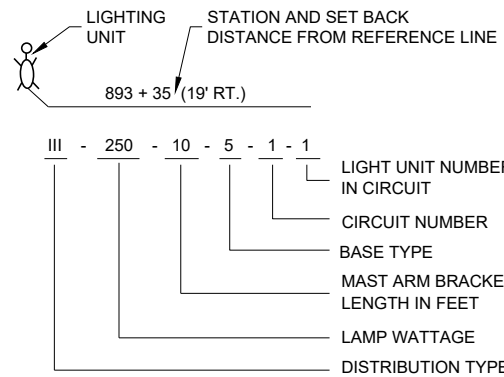 LIGHTING
UNIT
STATION AND SET BACK
DISTANCE FROM REFERENCE LINE
893 + 35 (19' RT.)
III - 250 - 10 - 5 - 1 - 1
LIGHT UNIT NUMBER
IN CIRCUIT
CIRCUIT NUMBER
BASE TYPE
MAST ARM BRACKE
LENGTH IN FEET
LAMP WATTAGE
DISTRIBUTION TYPE